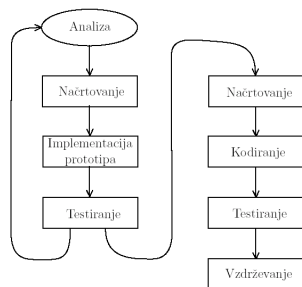 Analiza
Načrtovanje
Implementacija
prototipa
Testiranje
Načrtovanje
Kodiranje
Testiranje
Vzdrževanje